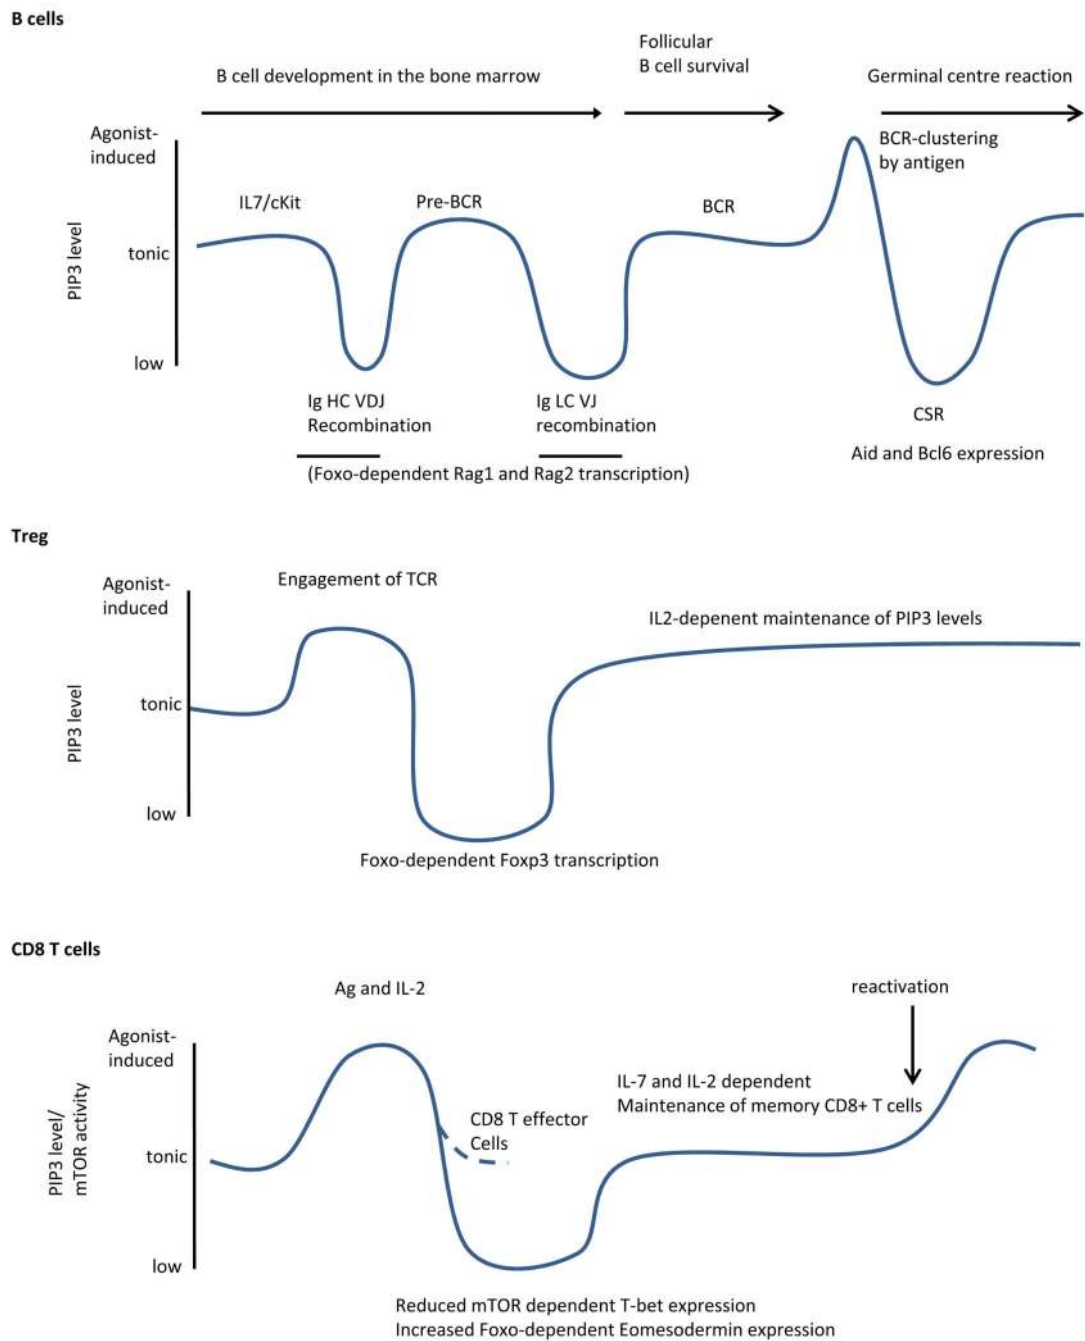 B cells
Follicular
B cell survival
B cell development in the bone marrow
Germinal centre reaction
Agonist-
induced
BCR-clustering
by antigen
IL7/cKit
Pre-BCR
BCR
PIP3 level
tonic
low
Ig HC VDJ
Recombination
Ig LC VJ
recombination
CSR
Aid and Bcl6 expression
(Foxo-dependent Rag1 and Rag2 transcription)
Treg
Agonist-
induced
Engagement of TCR
IL2-depenent maintenance of PIP3 levels
PIP3 level
tonic
low
Foxo-dependent Foxp3 transcription
CD8 T cells
Ag and IL-2
reactivation
Agonist-
induced
IL-7 and IL-2 dependent
Maintenance of memory CD8+ T cells
CD8 T effector
Cells
PIP3 level/
mTOR activity
tonic
low
Reduced mTOR dependent T-bet expression
Increased Foxo-dependent Eomesodermin expression